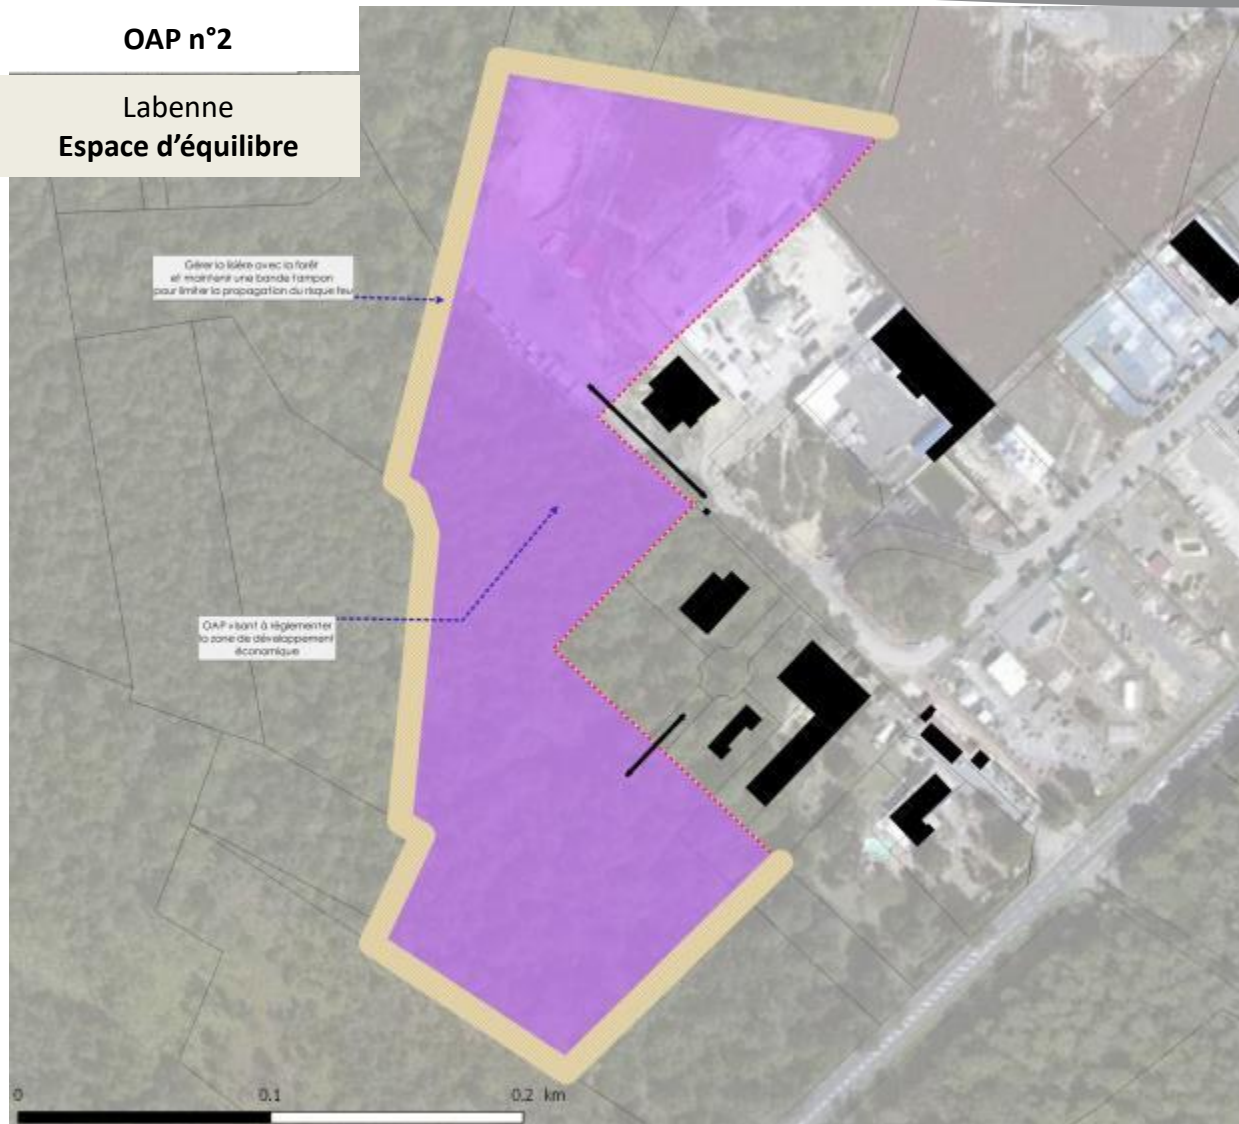 OAP n°2
Labenne
Espace d'équilibre
Gérer la lisière avec la forêt
et maintenir une bande tampon
pour limiter la propagation du risque feu
OAP visant à réglementer
la zone de développement
économique
0 0.1 0.2 km